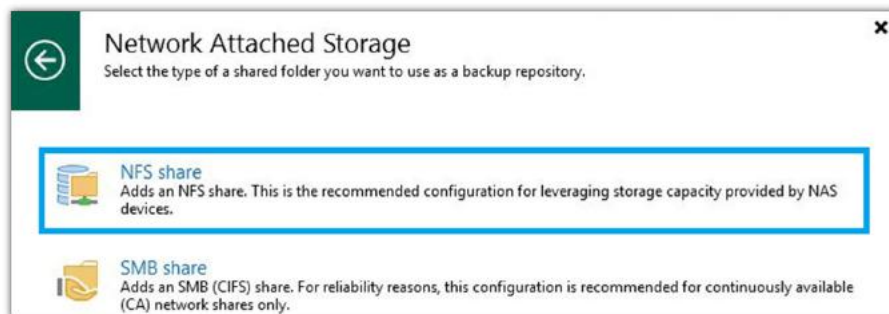 Network Attached Storage
Select the type of a shared folder you want to use as a backup repository.
NFS share
Adds an NFS share. This is the recommended configuration for leveraging storage capacity provided by NAS
devices.
SMB share
Adds an SMB (CIFS) share. For reliability reasons, this configuration is recommended for continuously available
(CA) network shares only.